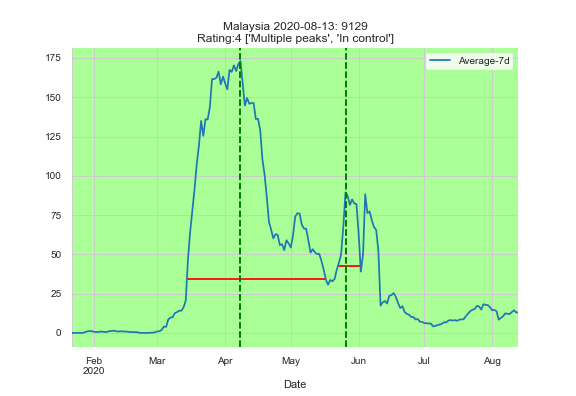 Malaysia 2020-08-13: 9129
Rating:4 ['Multiple peaks', 'In control']
Average-7d
175
150
125
100
75
50
25
0
Feb
2020
Mar
Apr
May
Jun
Jul
Aug
Date